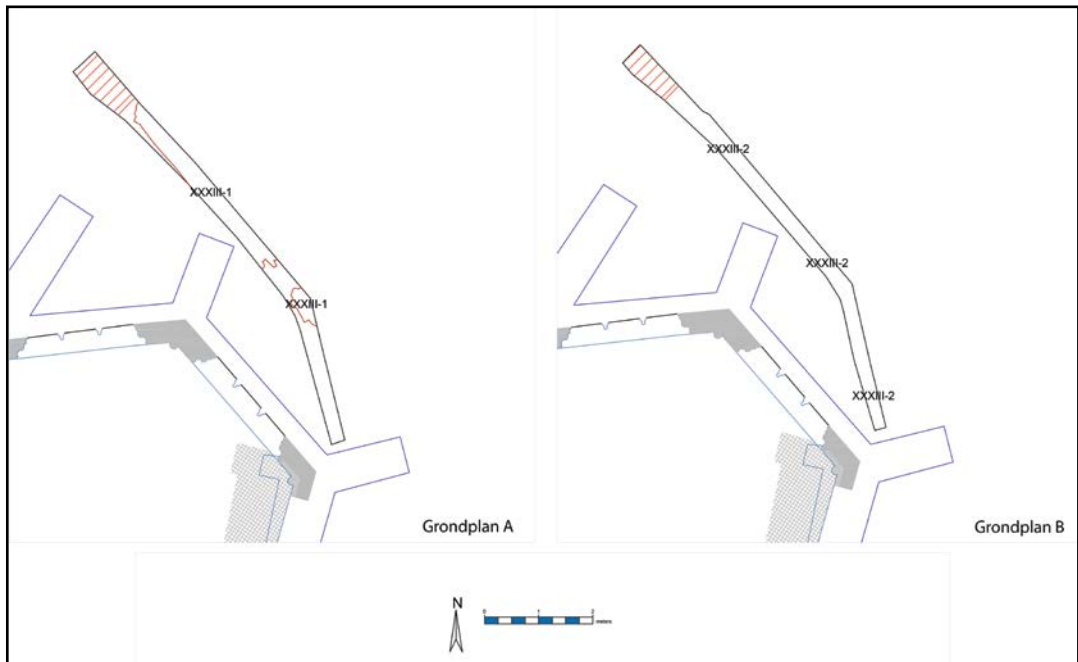 XXXIII-1
XXXIII-1
Grondplan A
XXXIII-2
XXXIII-2
XXXIII-2
Grondplan B
N
0 1 2
meters